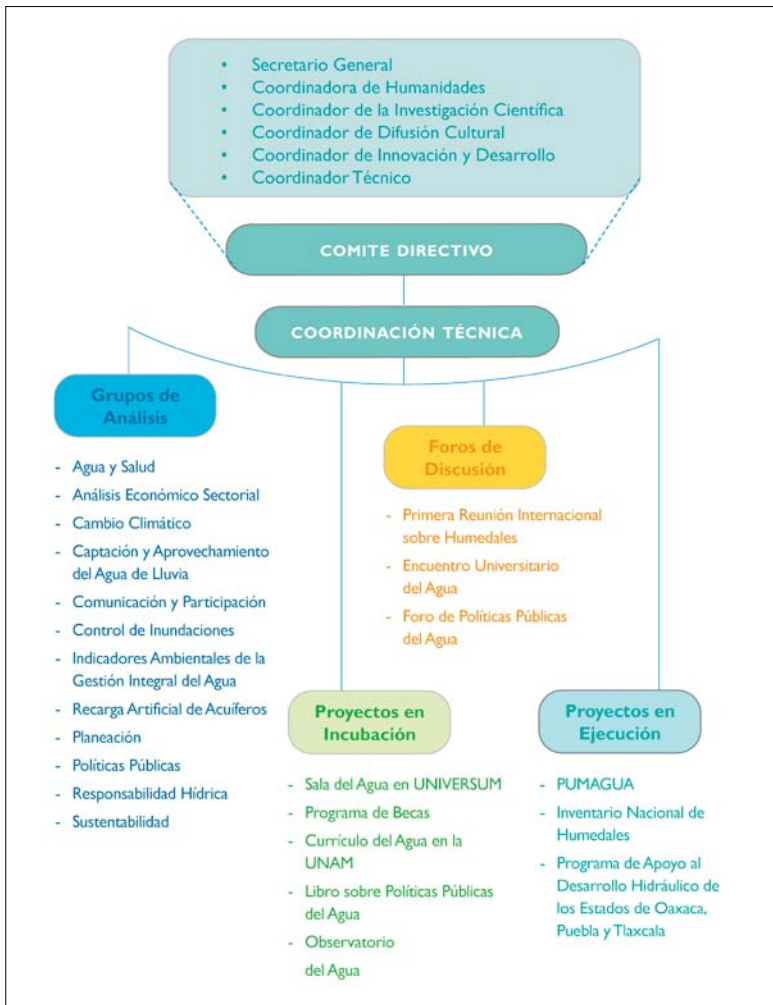 • Secretario General
• Coordinadora de Humanidades
• Coordinador de la Investigación Científica
• Coordinador de Difusión Cultural
• Coordinador de Innovación y Desarrollo
• Coordinador Técnico
COMITE DIRECTIVO
COORDINACIÓN TÉCNICA
Grupos de
Análisis
- Agua y Salud
- Análisis Económico Sectorial
- Cambio Climático
- Captación y Aprovechamiento
del Agua de Lluvia
- Comunicación y Participación
- Control de Inundaciones
- Indicadores Ambientales de la
Gestión Integral del Agua
- Recarga Artificial de Acuíferos
- Planeación
- Políticas Públicas
- Responsabilidad Hídrica
- Sustentabilidad
Foros de
Discusión
- Primera Reunión Internacional
sobre Humedales
- Encuentro Universitario
del Agua
- Foro de Políticas Públicas
del Agua
Proyectos en
Incubación
- Sala del Agua en UNIVERSUM
- Programa de Becas
- Currículo del Agua en la
UNAM
- Libro sobre Políticas Públicas
del Agua
- Observatorio
del Agua
Proyectos en
Ejecución
- PUMAGUA
- Inventario Nacional de
Humedales
- Programa de Apoyo al
Desarrollo Hidráulico de
los Estados de Oaxaca,
Puebla y Tlaxcala